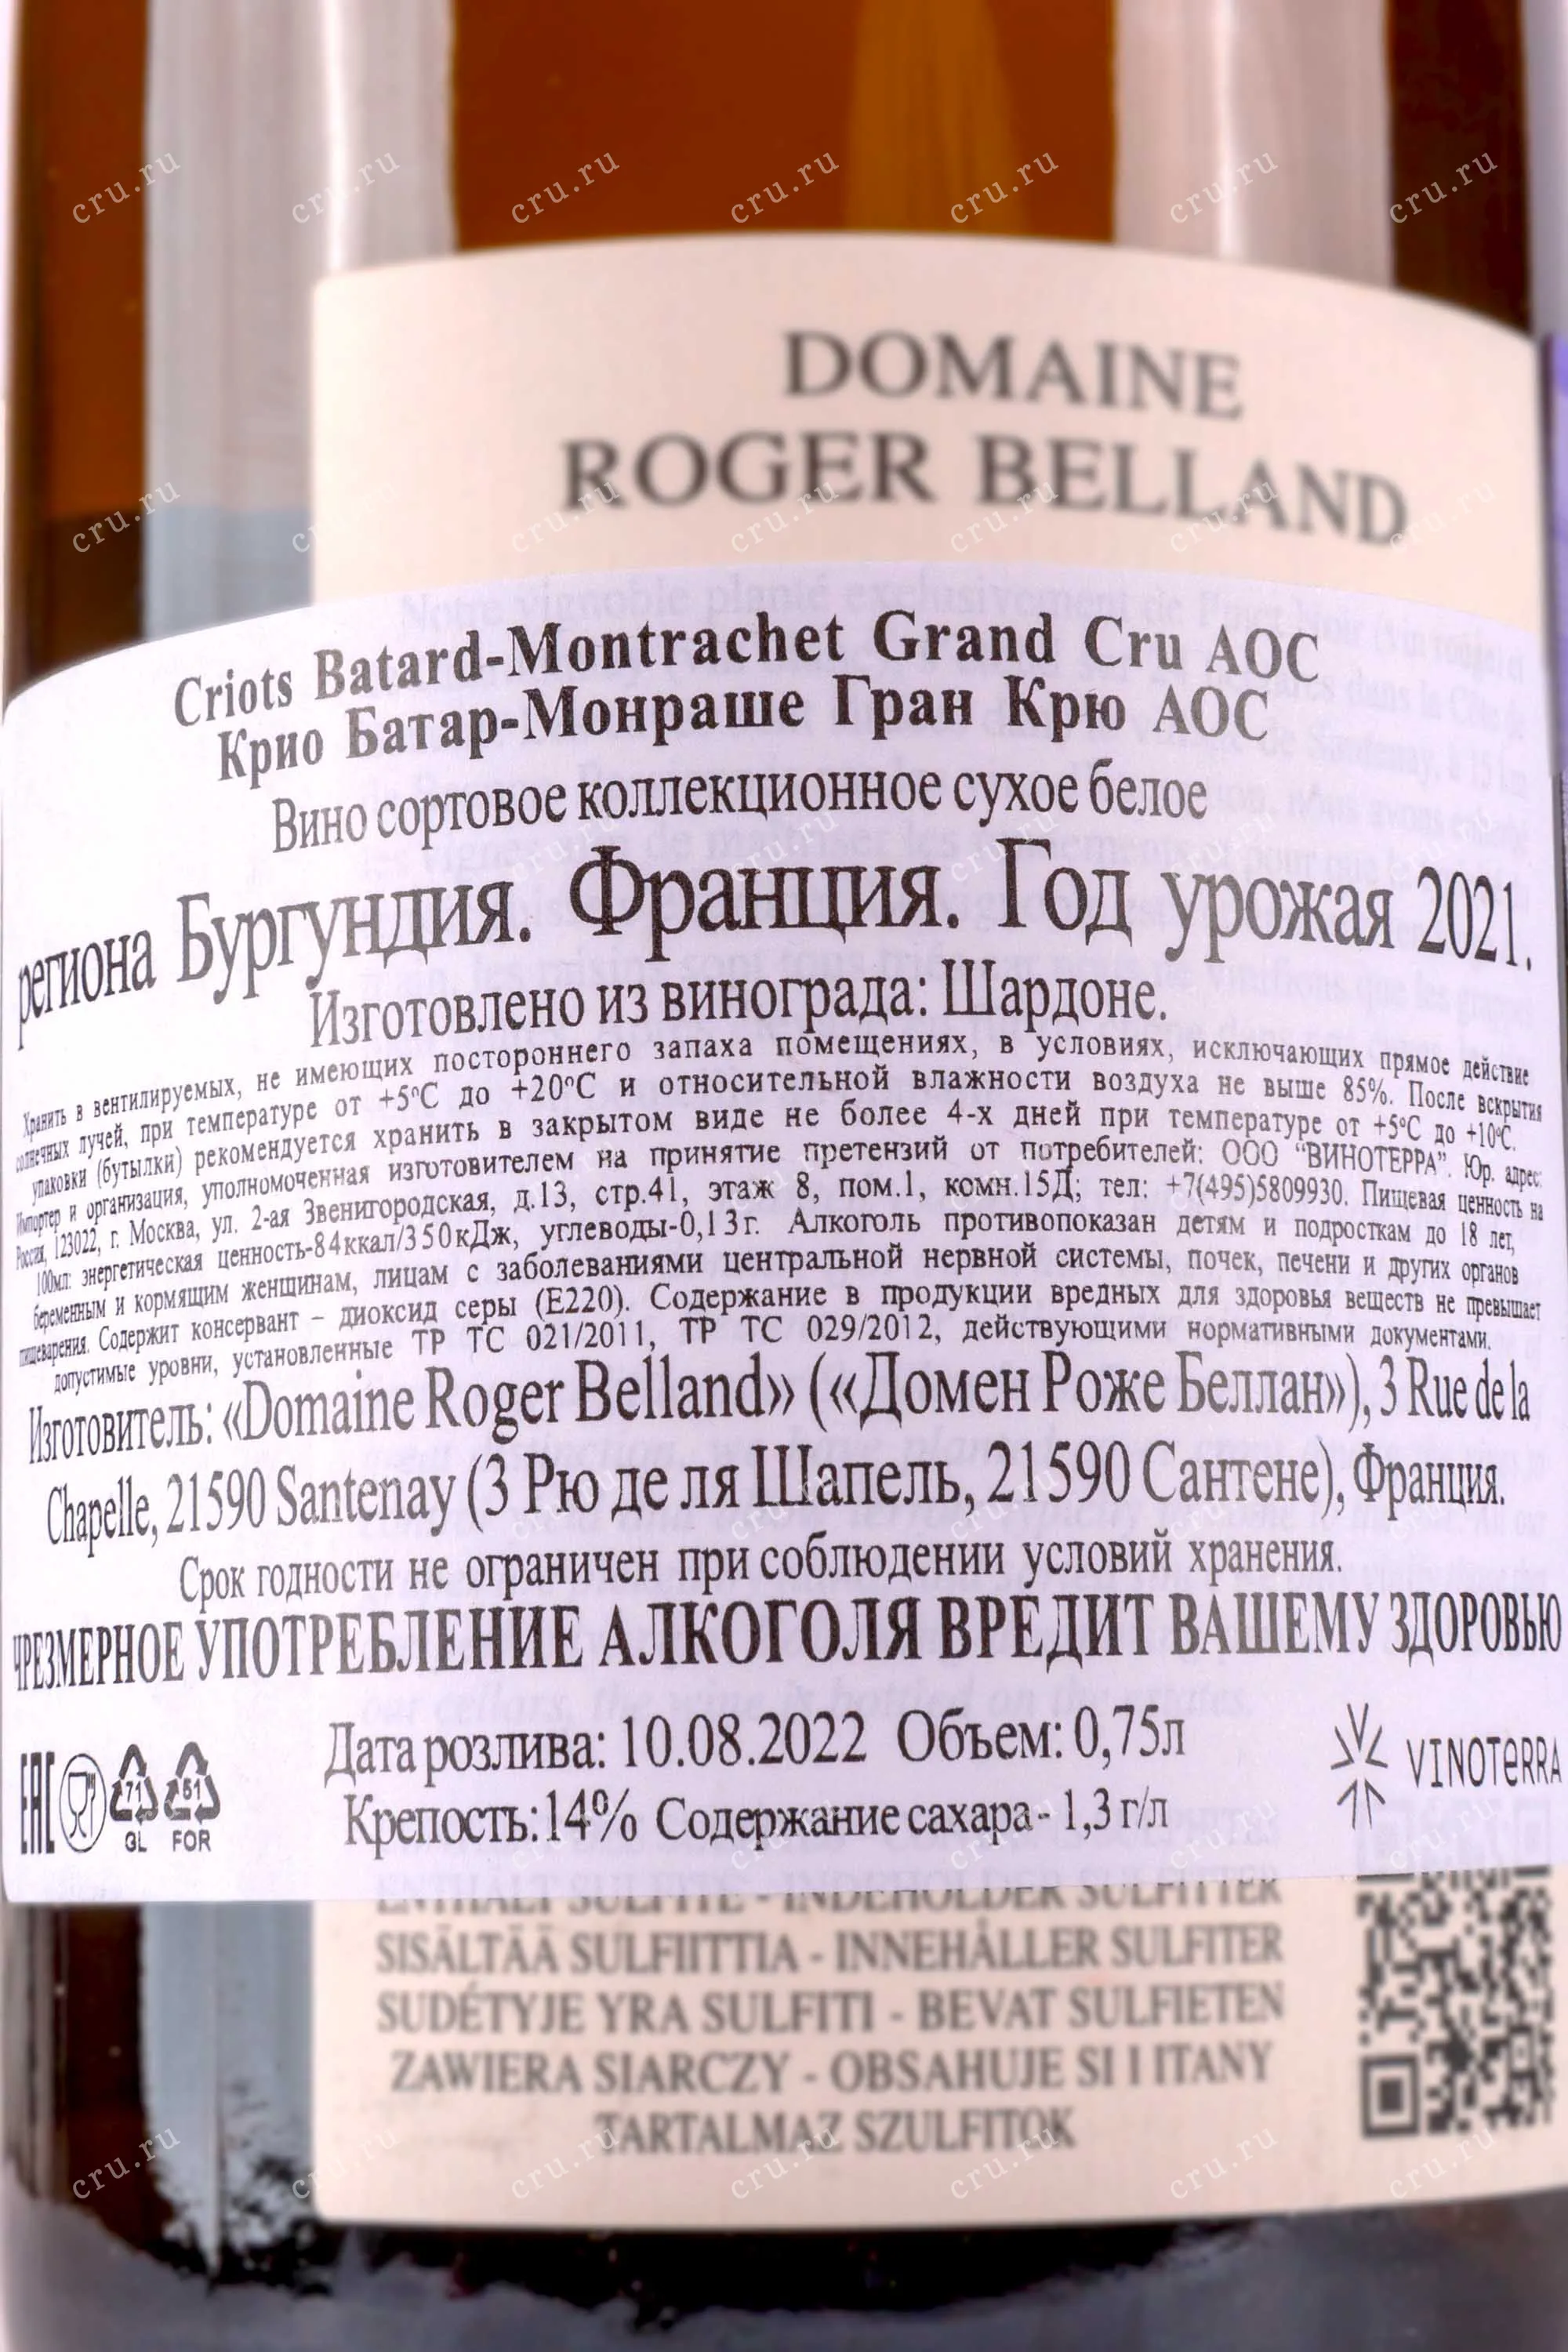 DOMAINE
ROGER BELLAND
Criots Batard-Montrachet Grand Cru AOC
Крио Батар-Монраше Гран Крю AOC
Вино сортовое коллекционное сухое белое
региона Бургундия. Франция. Год урожая 2021.
Изготовлено из винограда: Шардоне.
Хранить в вентилируемых, не имеющих постороннего запаха помещениях, в условиях, исключающих прямое действие
солнечных лучей, при температуре от +5°С до +20°С и относительной влажности воздуха не выше 85%. После вскрытия
упаковки (бутылки) рекомендуется хранить в закрытом виде не более 4-х дней при температуре от +5°С до +10°С.
Импортер и организация, уполномоченная изготовителем на принятие претензий от потребителей: ООО "ВИНОТЕРРА". Юр. адрес:
Россия, 123022, г. Москва, ул. 2-ая Звенигородская, д.13, стр.41, этаж 8, пом.1, комн.15Д; тел: +7(495)5809930. Пищевая ценность на
100мл: энергетическая ценность-84ккал/350кДж, углеводы-0,13г. Алкоголь противопоказан детям и подросткам до 18 лет,
беременным и кормящим женщинам, лицам с заболеваниями центральной нервной системы, почек, печени и других органов
пищеварения. Содержит консервант – диоксид серы (Е220). Содержание в продукции вредных для здоровья веществ не превышает
допустимые уровни, установленные ТР ТС 021/2011, ТР ТС 029/2012, действующими нормативными документами.
Изготовитель: «Domaine Roger Belland» («Домен Роже Беллан»), 3 Rue de la
Chapelle, 21590 Santenay (3 Рю де ля Шапель, 21590 Сантене), Франция.
Срок годности не ограничен при соблюдении условий хранения.
ЧРЕЗМЕРНОЕ УПОТРЕБЛЕНИЕ АЛКОГОЛЯ ВРЕДИТ ВАШЕМУ ЗДОРОВЬЮ
Дата розлива: 10.08.2022 Объем: 0,75л
Крепость:14% Содержание сахара- 1,3 г/л
EAC
71 GL
51 FOR
VINOTERRA
ENTHÄLT SULFITE - INDEHOLDER SULFITTER
SISÄLTÄÄ SULFIITTIA - INNEHÅLLER SULFITER
SUDÉTYJE YRA SULFITI - BEVAT SULFIETEN
ZAWIERA SIARCZY - OBSAHUJE SI I ITANY
TARTALMAZ SZULFITOK
cru.ru